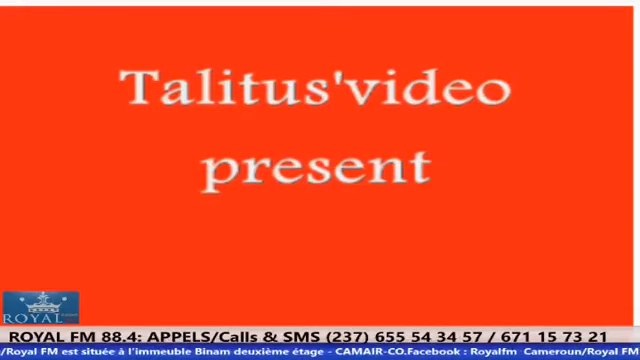 Talitus'video
present
ROYAL
ROYAL FM 88.4: APPELS/Calls & SMS (237) 655 54 34 57 / 671 15 73 21
/Royal FM est située à l'immeuble Binam deuxième étage - CAMAIR-CO.Facebook : Royalfm Cameroun/Royal FM